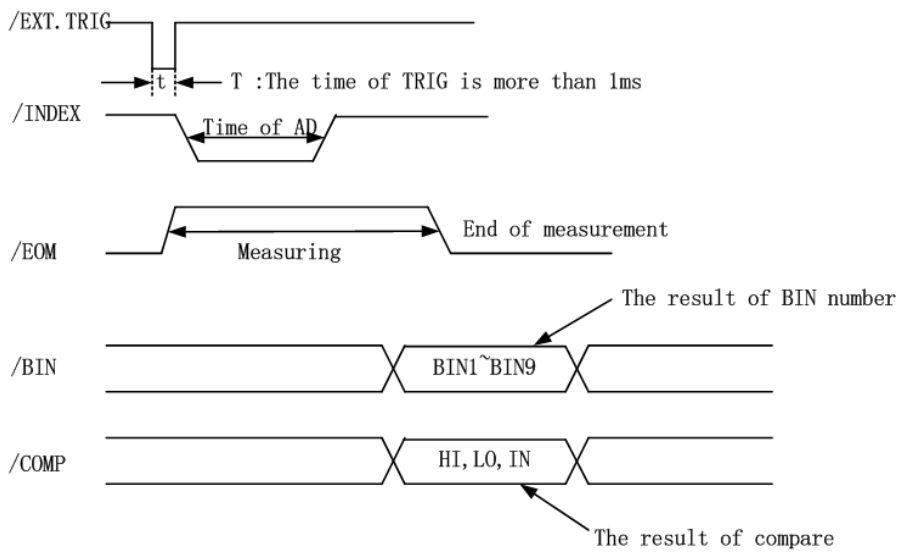 /EXT.TRIG
t
T :The time of TRIG is more than 1ms
/INDEX
Time of AD
/EOM
Measuring
End of measurement
The result of BIN number
/BIN
BIN1~BIN9
/COMP
HI,LO,IN
The result of compare